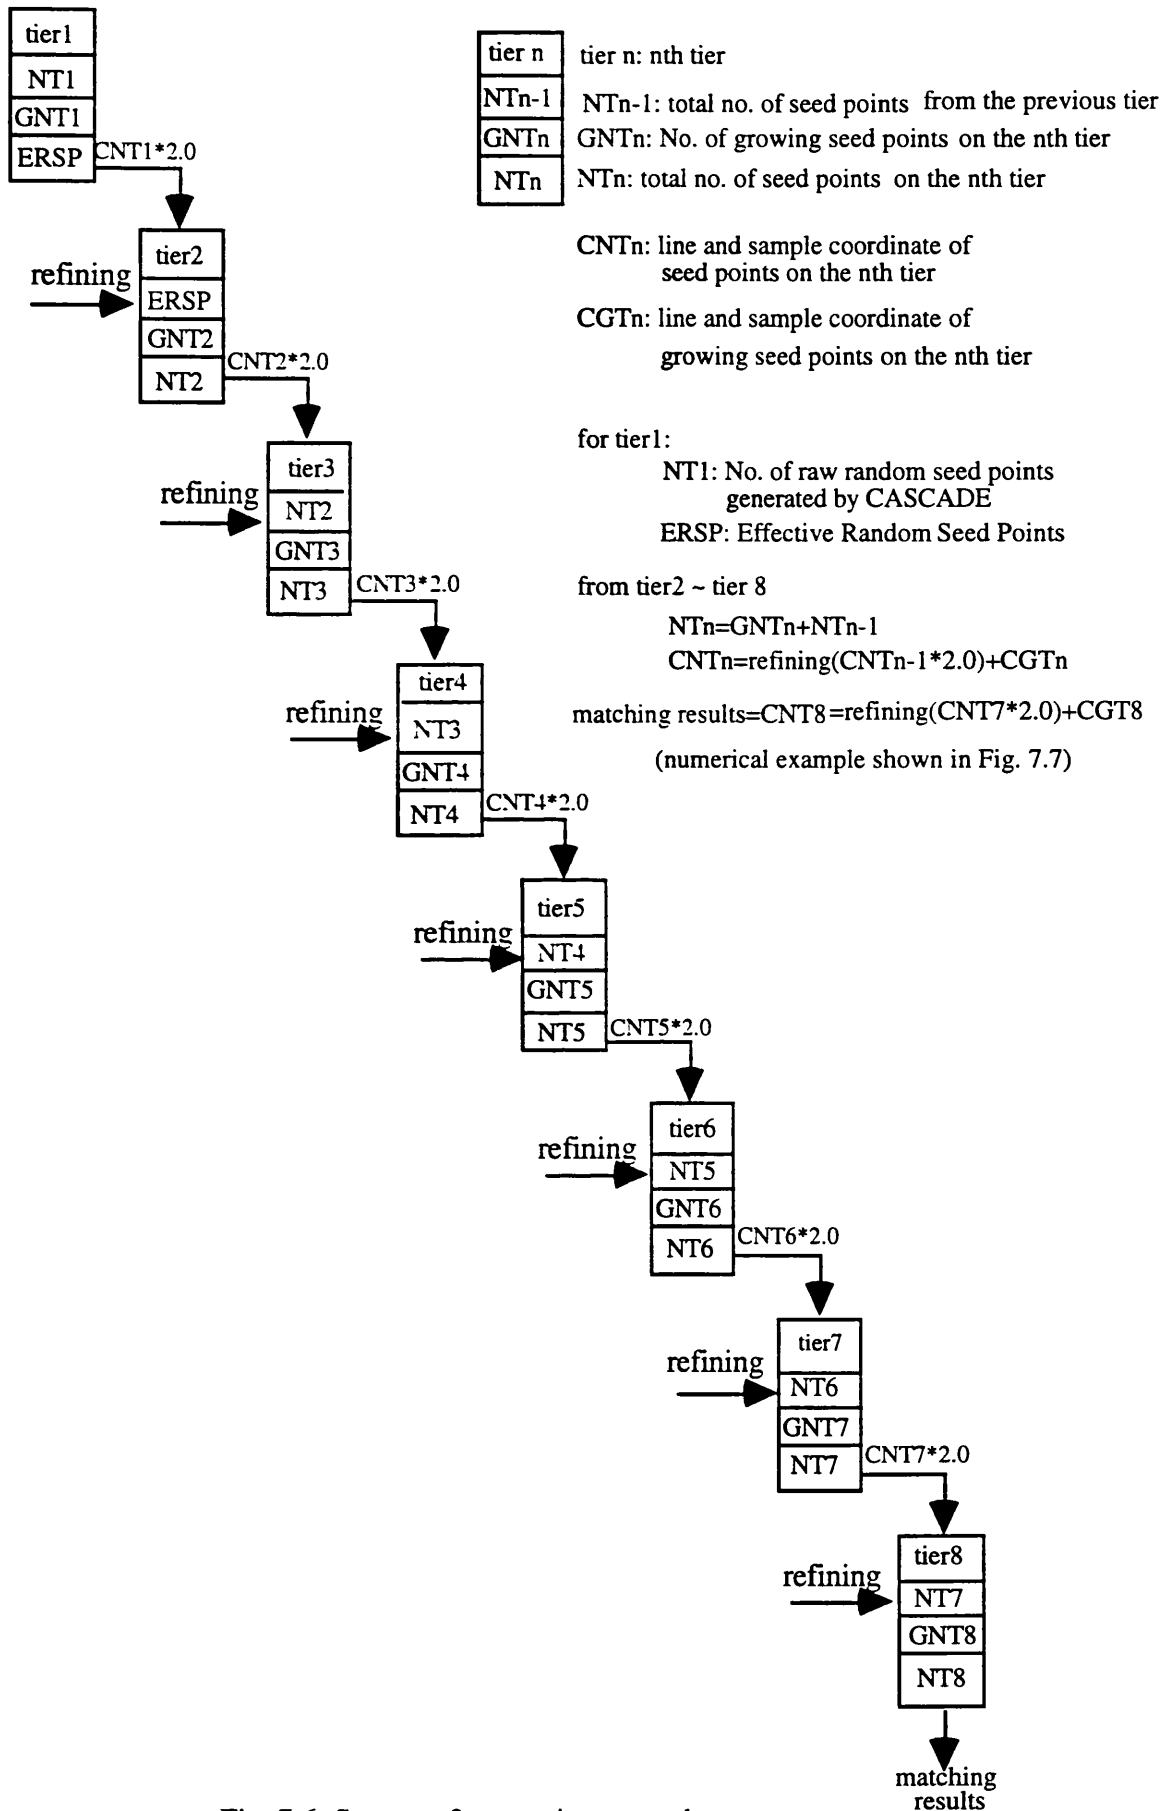 tier1
NT1
GNT1
ERSP
CNT1*2.0
tier n
NTn-1
GNTn
NTn
tier n: nth tier
NTn-1: total no. of seed points from the previous tier
GNTn: No. of growing seed points on the nth tier
NTn: total no. of seed points on the nth tier
CNTn: line and sample coordinate of
seed points on the nth tier
CGTn: line and sample coordinate of
growing seed points on the nth tier
for tier1:
NT1: No. of raw random seed points
generated by CASCADE
ERSP: Effective Random Seed Points
from tier2 ~ tier 8
NTn=GNTn+NTn-1
CNTn=refining(CNTn-1*2.0)+CGTn
matching results=CNT8=refining(CNT7*2.0)+CGT8
(numerical example shown in Fig. 7.7)
refining
tier2
ERSP
GNT2
NT2
CNT2*2.0
refining
tier3
NT2
GNT3
NT3
CNT3*2.0
refining
tier4
NT3
GNT4
NT4
CNT4*2.0
refining
tier5
NT4
GNT5
NT5
CNT5*2.0
refining
tier6
NT5
GNT6
NT6
CNT6*2.0
refining
tier7
NT6
GNT7
NT7
CNT7*2.0
refining
tier8
NT7
GNT8
NT8
matching
results